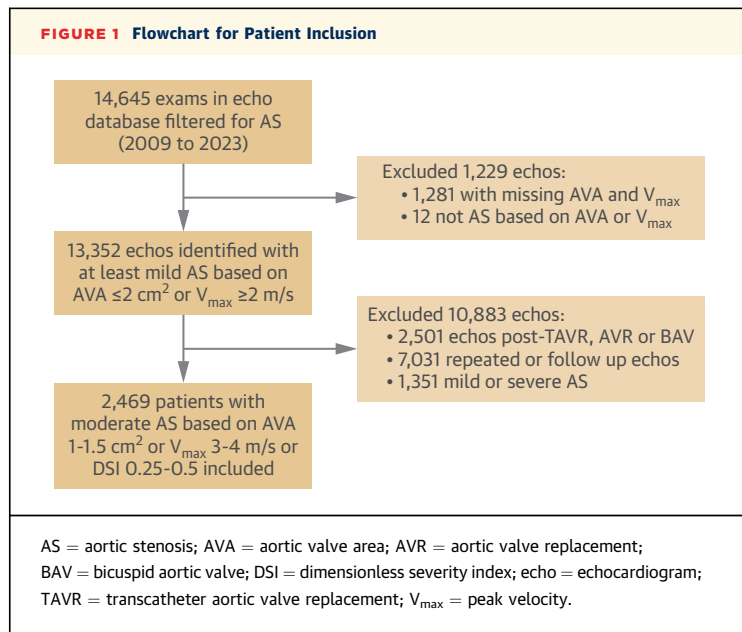 FIGURE 1 Flowchart for Patient Inclusion
14,645 exams in echo
database filtered for AS
(2009 to 2023)
Excluded 1,229 echos:
• 1,281 with missing AVA and Vmax
• 12 not AS based on AVA or Vmax
13,352 echos identified with
at least mild AS based on
AVA ≤2 cm² or Vmax ≥2 m/s
Excluded 10,883 echos:
• 2,501 echos post-TAVR, AVR or BAV
• 7,031 repeated or follow up echos
• 1,351 mild or severe AS
2,469 patients with
moderate AS based on AVA
1-1.5 cm² or Vmax 3-4 m/s or
DSI 0.25-0.5 included
AS = aortic stenosis; AVA = aortic valve area; AVR = aortic valve replacement;
BAV = bicuspid aortic valve; DSI = dimensionless severity index; echo = echocardiogram;
TAVR = transcatheter aortic valve replacement; Vmax = peak velocity.